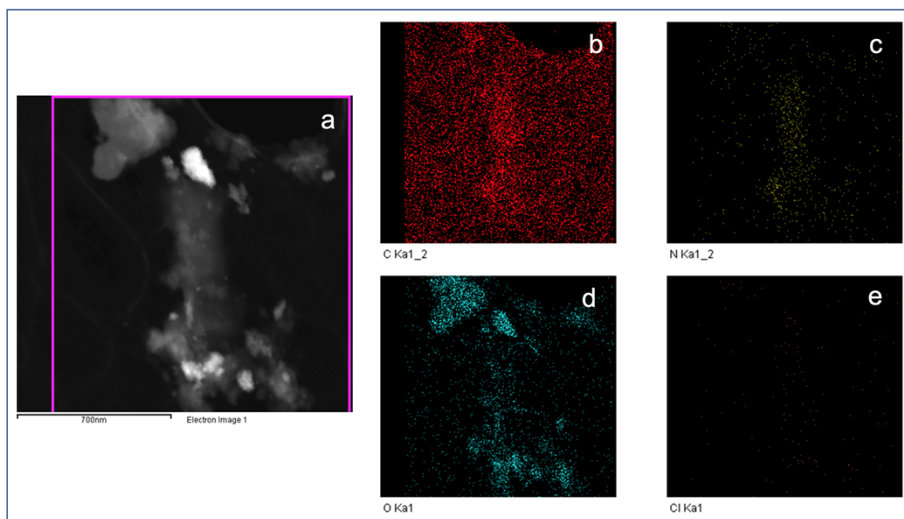 a
700nm
Electron Image 1
b
C Ka1_2
c
N Ka1_2
d
O Ka1
e
Cl Ka1